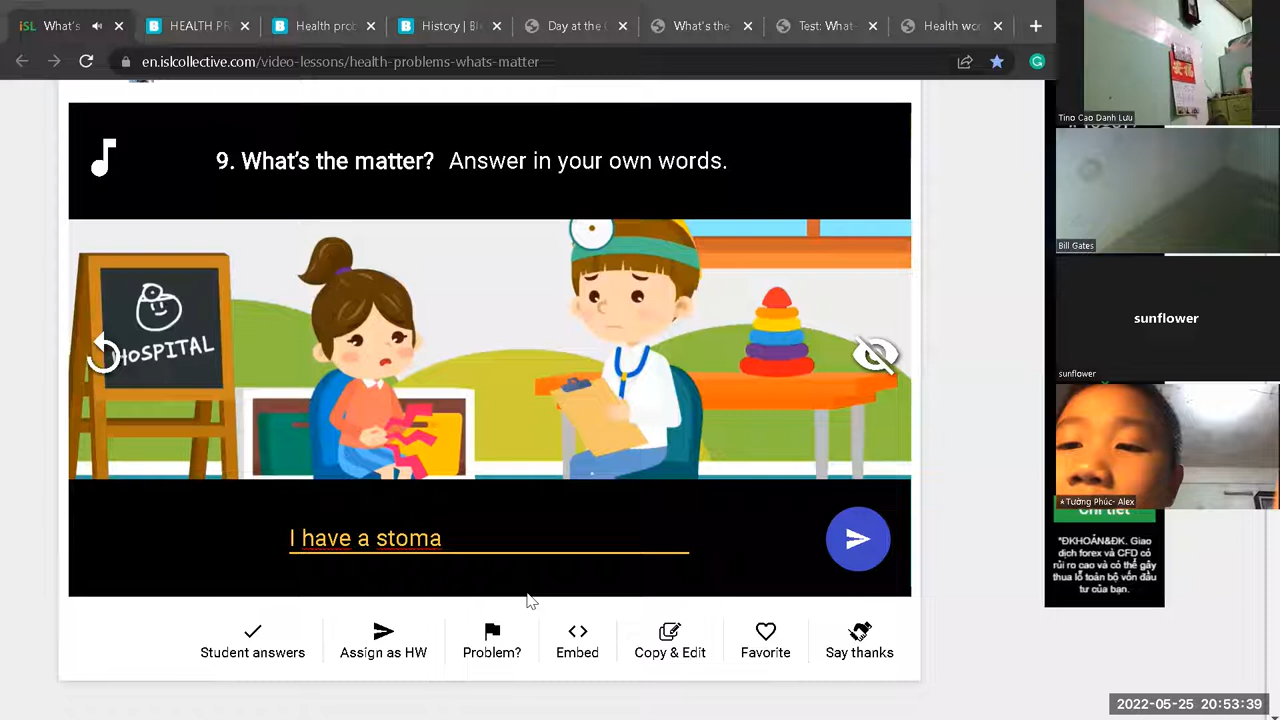 iSL What's
HEALTH PR
Health prob
History | Bl
Day at the
What's the
Test: What
Health wo
en.islcollective.com/video-lessons/health-problems-whats-matter
9. What's the matter? Answer in your own words.
HOSPITAL
I have a stoma
Student answers
Assign as HW
Problem?
Embed
Copy & Edit
Favorite
Say thanks
Tino Cao Danh Lưu
Bill Gates
sunflower
sunflower
Tường Phúc- Alex
Chi tiết
*ĐKHOẢN&ĐK. Giao
dịch forex và CFD có
rủi ro cao và có thể gây
thua lỗ toàn bộ vốn đầu
tư của bạn.
2022-05-25 20:53:39